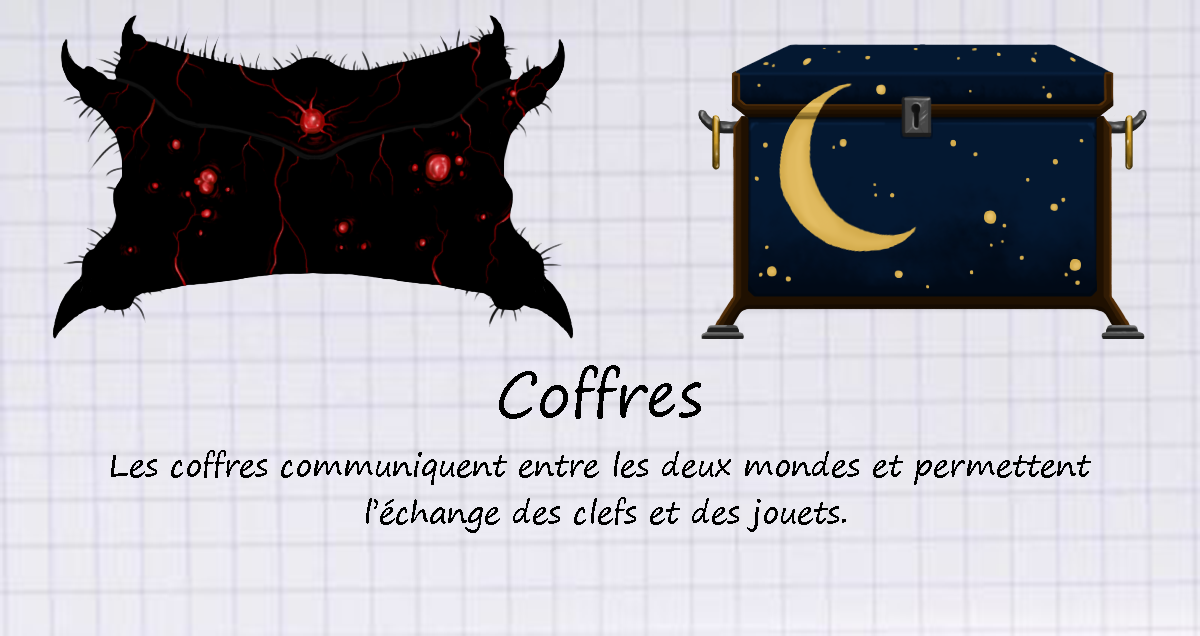 Coffres
Les coffres communiquent entre les deux mondes et permettent
l'échange des clefs et des jouets.